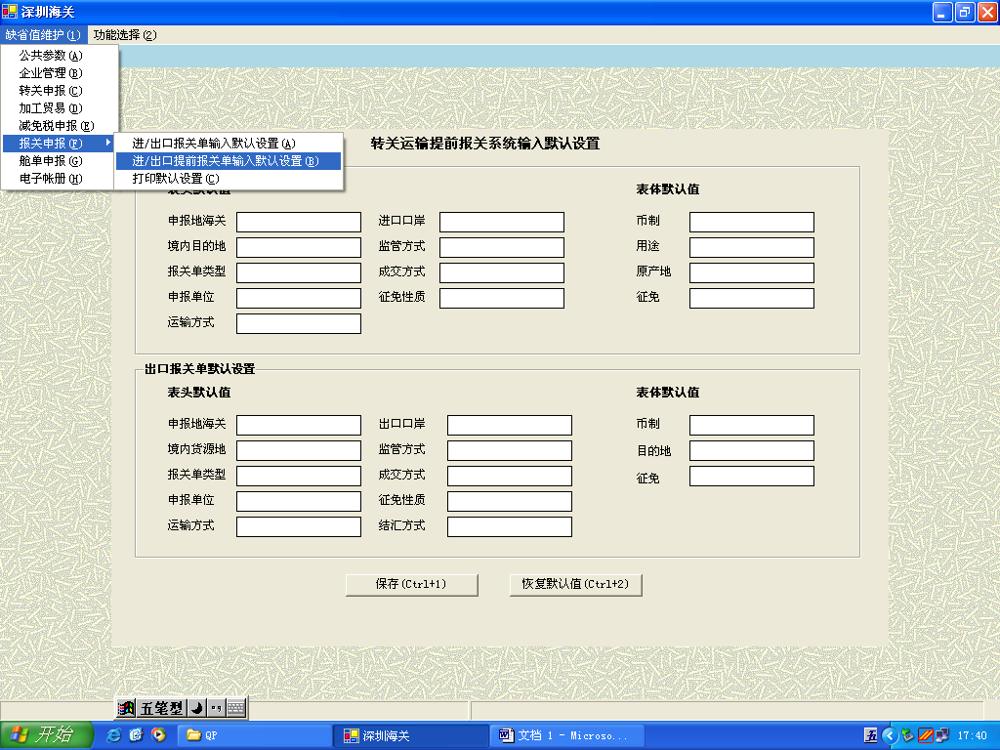 深圳海关
缺省值维护(1) 功能选择(2)
公共参数(A)
企业管理(B)
转关申报(C)
加工贸易(D)
减免税申报(E)
报关申报(F)
舱单申报(G)
电子帐册(H)
进/出口报关单输入默认设置(A)
进/出口提前报关单输入默认设置(B)
打印默认设置(C)
转关运输提前报关系统输入默认设置
表头默认值 表体默认值
申报地海关 进口口岸 币制
境内目的地 监管方式 用途
报关单类型 成交方式 原产地
申报单位 征免性质 征免
运输方式
出口报关单默认设置
表头默认值 表体默认值
申报地海关 出口口岸 币制
境内货源地 监管方式 目的地
报关单类型 成交方式 征免
申报单位 征免性质
运输方式 结汇方式
保存(Ctrl+1) 恢复默认值(Ctrl+2)
五笔型
开始 QP 深圳海关 文档 1 - Microso... 五 17:40